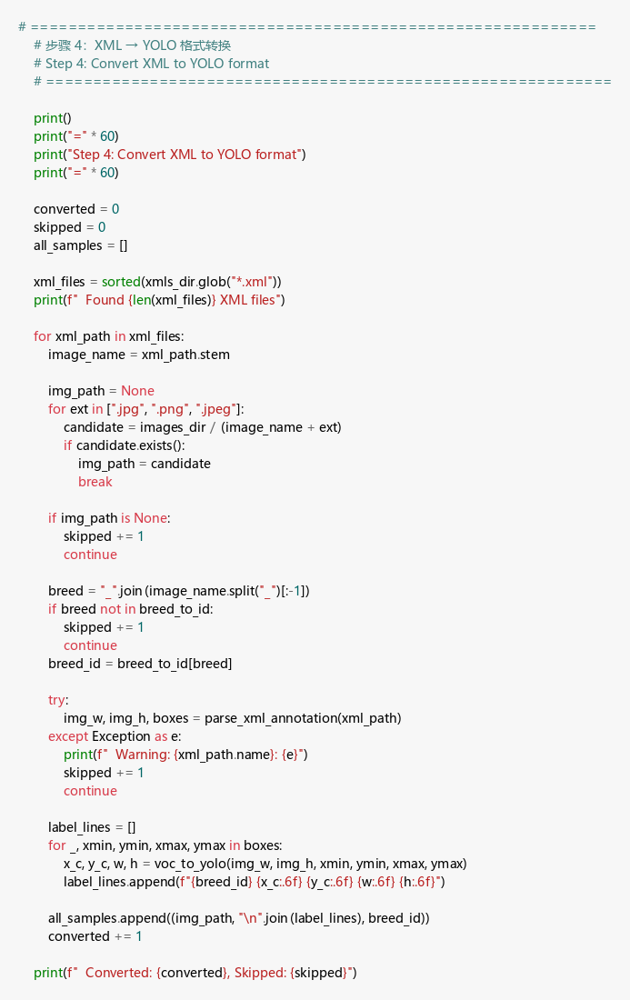 # ============================================================
# 步骤 4：XML → YOLO 格式转换
# Step 4: Convert XML to YOLO format
# ============================================================
print()
print("=" * 60)
print("Step 4: Convert XML to YOLO format")
print("=" * 60)
converted = 0
skipped = 0
all_samples = []
xml_files = sorted(xmls_dir.glob("*.xml"))
print(f"  Found {len(xml_files)} XML files")
for xml_path in xml_files:
image_name = xml_path.stem
img_path = None
for ext in [".jpg", ".png", ".jpeg"]:
candidate = images_dir / (image_name + ext)
if candidate.exists():
img_path = candidate
break
if img_path is None:
skipped += 1
continue
breed = "_".join(image_name.split("_")[:-1])
if breed not in breed_to_id:
skipped += 1
continue
breed_id = breed_to_id[breed]
try:
img_w, img_h, boxes = parse_xml_annotation(xml_path)
except Exception as e:
print(f"  Warning: {xml_path.name}: {e}")
skipped += 1
continue
label_lines = []
for _, xmin, ymin, xmax, ymax in boxes:
x_c, y_c, w, h = voc_to_yolo(img_w, img_h, xmin, ymin, xmax, ymax)
label_lines.append(f"{breed_id} {x_c:.6f} {y_c:.6f} {w:.6f} {h:.6f}")
all_samples.append((img_path, "\n".join(label_lines), breed_id))
converted += 1
print(f"  Converted: {converted}, Skipped: {skipped}")